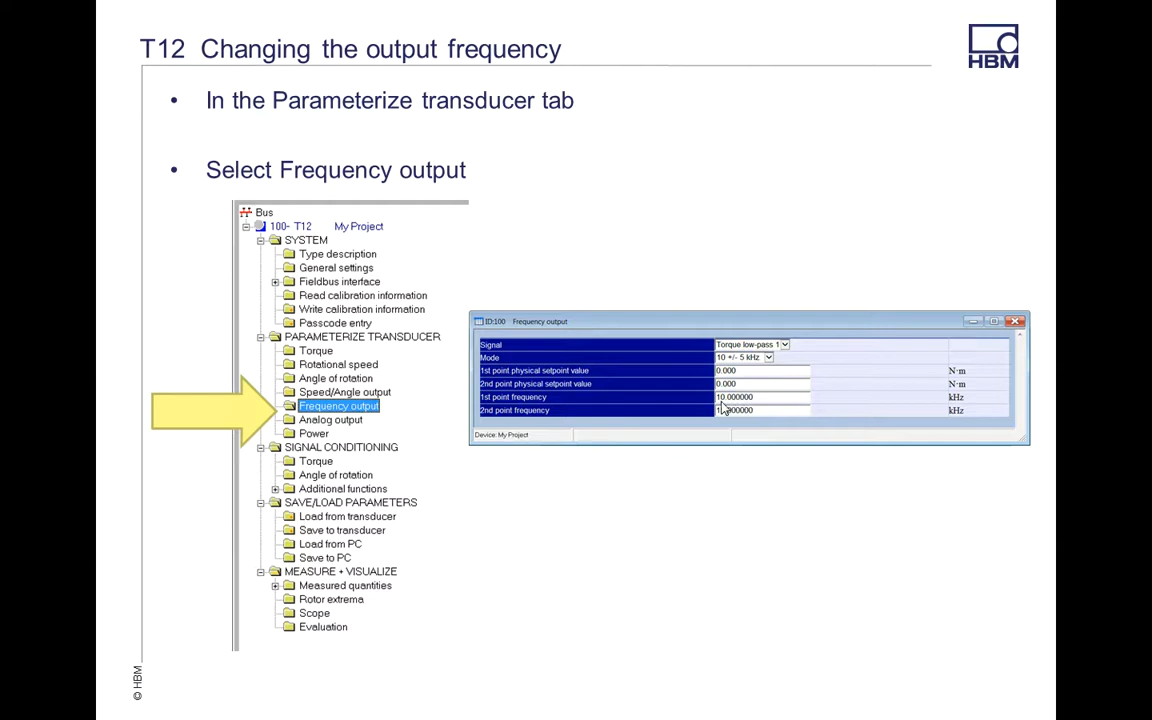 T12 Changing the output frequency
HBM
• In the Parameterize transducer tab
• Select Frequency output
Bus
100- T12 My Project
SYSTEM
Type description
General settings
Fieldbus interface
Read calibration information
Write calibration information
Passcode entry
PARAMETERIZE TRANSDUCER
Torque
Rotational speed
Angle of rotation
Speed/Angle output
Frequency output
Analog output
Power
SIGNAL CONDITIONING
Torque
Angle of rotation
Additional functions
SAVE/LOAD PARAMETERS
Load from transducer
Save to transducer
Load from PC
Save to PC
MEASURE + VISUALIZE
Measured quantities
Rotor extrema
Scope
Evaluation
ID:100 Frequency output
Signal Torque low-pass 1
Mode 10 +/- 5 kHz
1st point physical setpoint value 0.000 N·m
2nd point physical setpoint value 0.000 N·m
1st point frequency 10.000000 kHz
2nd point frequency kHz
Device: My Project
© HBM